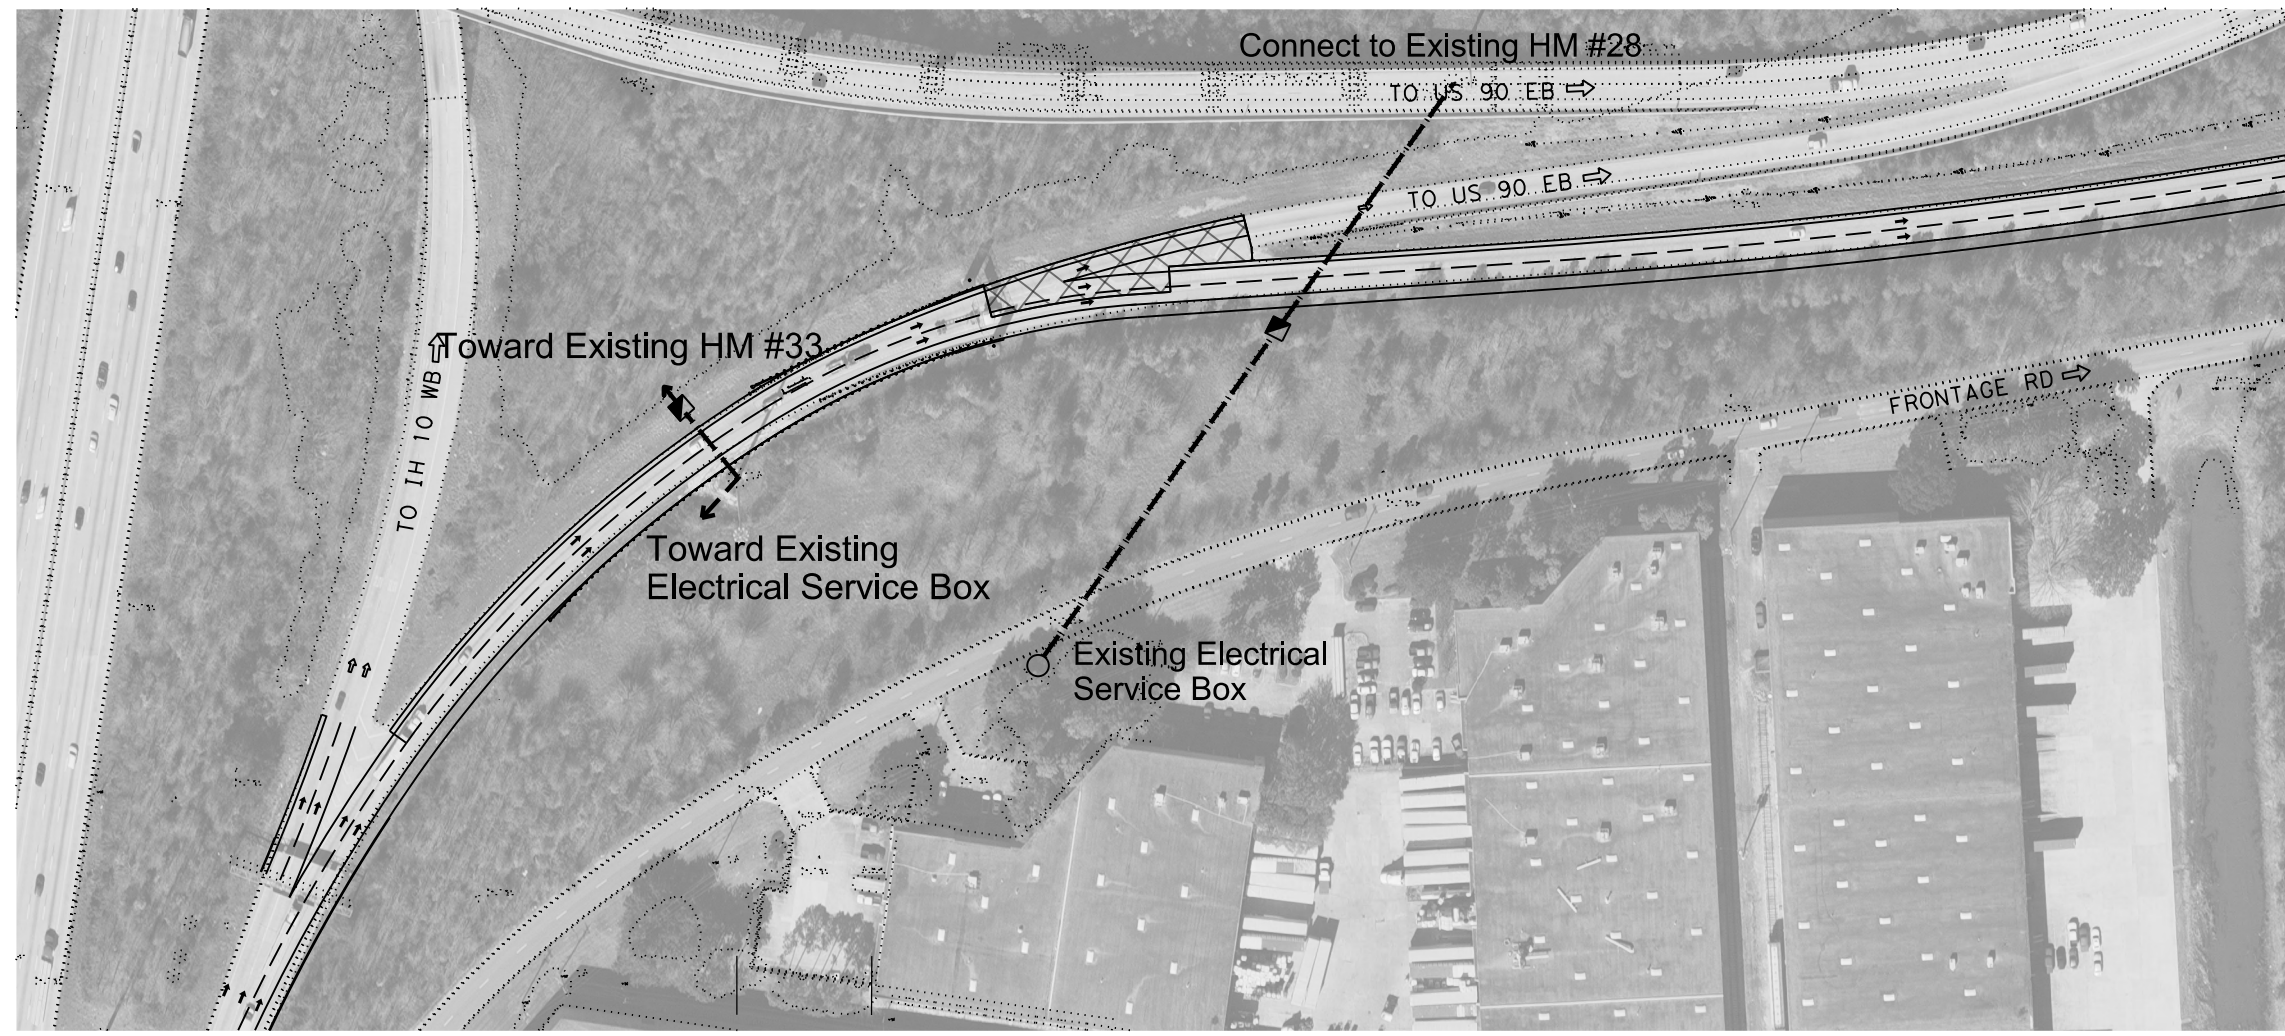 Connect to Existing HM #28
TO US 90 EB
TO US 90 EB
Toward Existing HM #33
TO IH 10 WB
FRONTAGE RD
Toward Existing
Electrical Service Box
Existing Electrical
Service Box